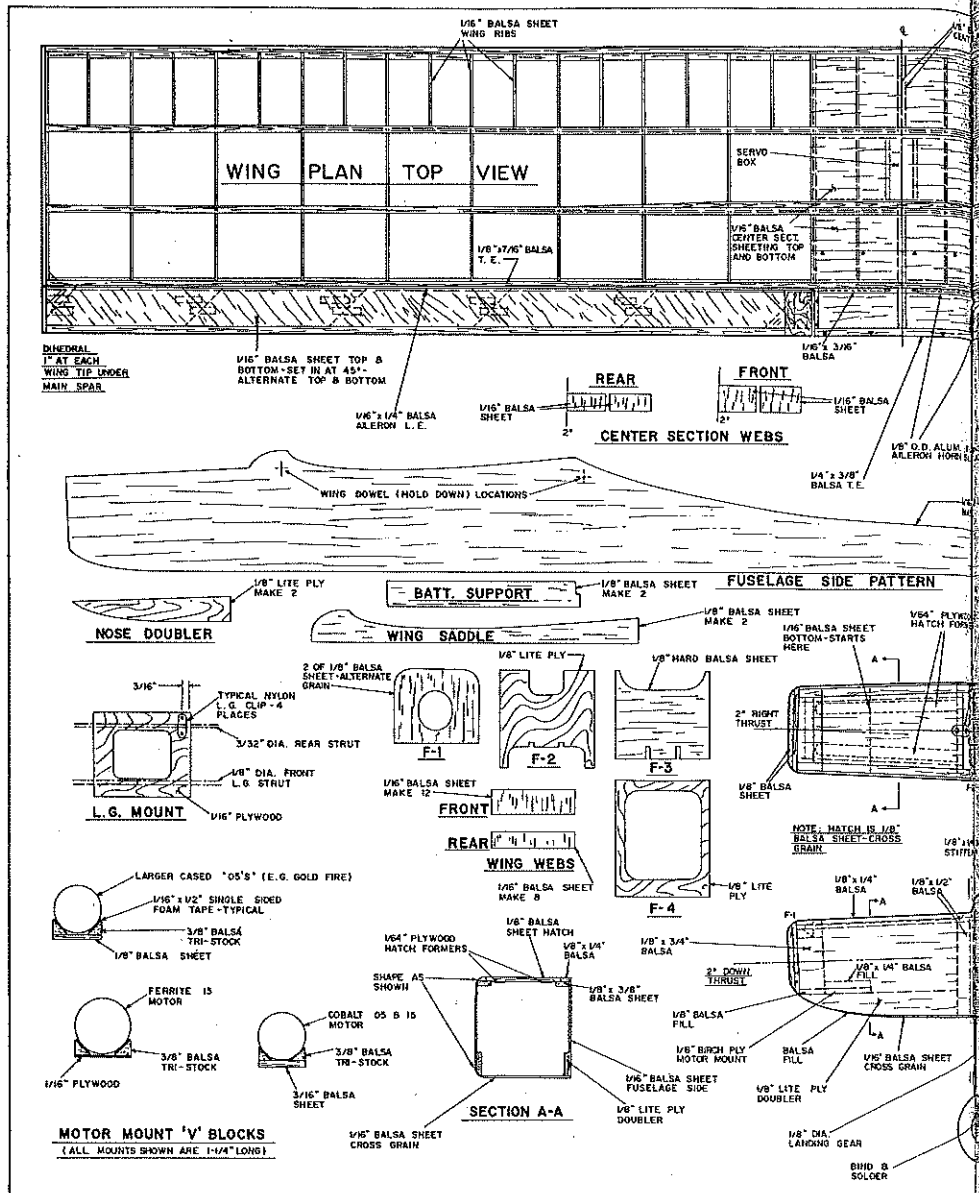 1/16" BALSA SHEET
WING RIBS
℄
SERVO
BOX
WING PLAN TOP VIEW
1/16" BALSA
CENTER SECT.
SHEETING TOP
AND BOTTOM
1/8"x7/16" BALSA
T. E.
DIHEDRAL
1" AT EACH
WING TIP UNDER
MAIN SPAR
1/16" BALSA SHEET TOP &
BOTTOM-SET IN AT 45°-
ALTERNATE TOP & BOTTOM
1/16" x 3/16"
BALSA
1/16" x 1/4" BALSA
AILERON L.E.
REAR
1/16" BALSA
SHEET
2"
FRONT
1/16" BALSA
SHEET
2"
CENTER SECTION WEBS
1/8" O.D. ALUM.
AILERON HORN
1/4" x 3/8"
BALSA T.E.
WING DOWEL (HOLD DOWN) LOCATIONS
FUSELAGE SIDE PATTERN
1/8" LITE PLY
MAKE 2
NOSE DOUBLER
BATT. SUPPORT
1/8" BALSA SHEET
MAKE 2
WING SADDLE
1/8" BALSA SHEET
MAKE 2
1/16" BALSA SHEET
BOTTOM-STARTS
HERE
1/64" PLYWOOD
HATCH FORMERS
3/16"
TYPICAL NYLON
L. G. CLIP-4
PLACES
3/32" DIA. REAR STRUT
1/8" DIA. FRONT
L.G. STRUT
1/16" PLYWOOD
L.G. MOUNT
2 OF 1/8" BALSA
SHEET-ALTERNATE
GRAIN
F-1
1/8" LITE PLY
F-2
1/8" HARD BALSA SHEET
F-3
A
2° RIGHT
THRUST
1/8" BALSA
SHEET
A
1/16" BALSA SHEET
MAKE 12
FRONT
REAR
WING WEBS
1/16" BALSA SHEET
MAKE 8
1/8" LITE
PLY
F-4
NOTE: HATCH IS 1/8"
BALSA SHEET-CROSS
GRAIN
LARGER CASED "05'S" (E.G. GOLD FIRE)
1/16" x 1/2" SINGLE SIDED
FOAM TAPE-TYPICAL
3/8" BALSA
TRI-STOCK
1/8" BALSA SHEET
FERRITE 15
MOTOR
3/8" BALSA
TRI-STOCK
1/16" PLYWOOD
COBALT
MOTOR 05 & 15
3/8" BALSA
TRI-STOCK
3/16" BALSA
SHEET
MOTOR MOUNT 'V' BLOCKS
(ALL MOUNTS SHOWN ARE 1-1/4" LONG)
1/64" PLYWOOD
HATCH FORMERS
1/8" BALSA
SHEET HATCH
1/8" x 1/4"
BALSA
SHAPE AS
SHOWN
1/8" x 3/8"
BALSA SHEET
1/16" BALSA SHEET
FUSELAGE SIDE
1/8" LITE PLY
DOUBLER
SECTION A-A
1/16" BALSA SHEET
CROSS GRAIN
1/8" x 1/4"
BALSA
1/8" x 1/2"
BALSA
F-1
A
1/8" x 3/4"
BALSA
2° DOWN
THRUST
1/8" x 1/4" BALSA
FILL
1/8" BALSA
FILL
1/8" BIRCH PLY
MOTOR MOUNT
BALSA
FILL
A
1/16" BALSA SHEET
CROSS GRAIN
1/8" LITE PLY
DOUBLER
1/8" DIA.
LANDING GEAR
BIND &
SOLDER